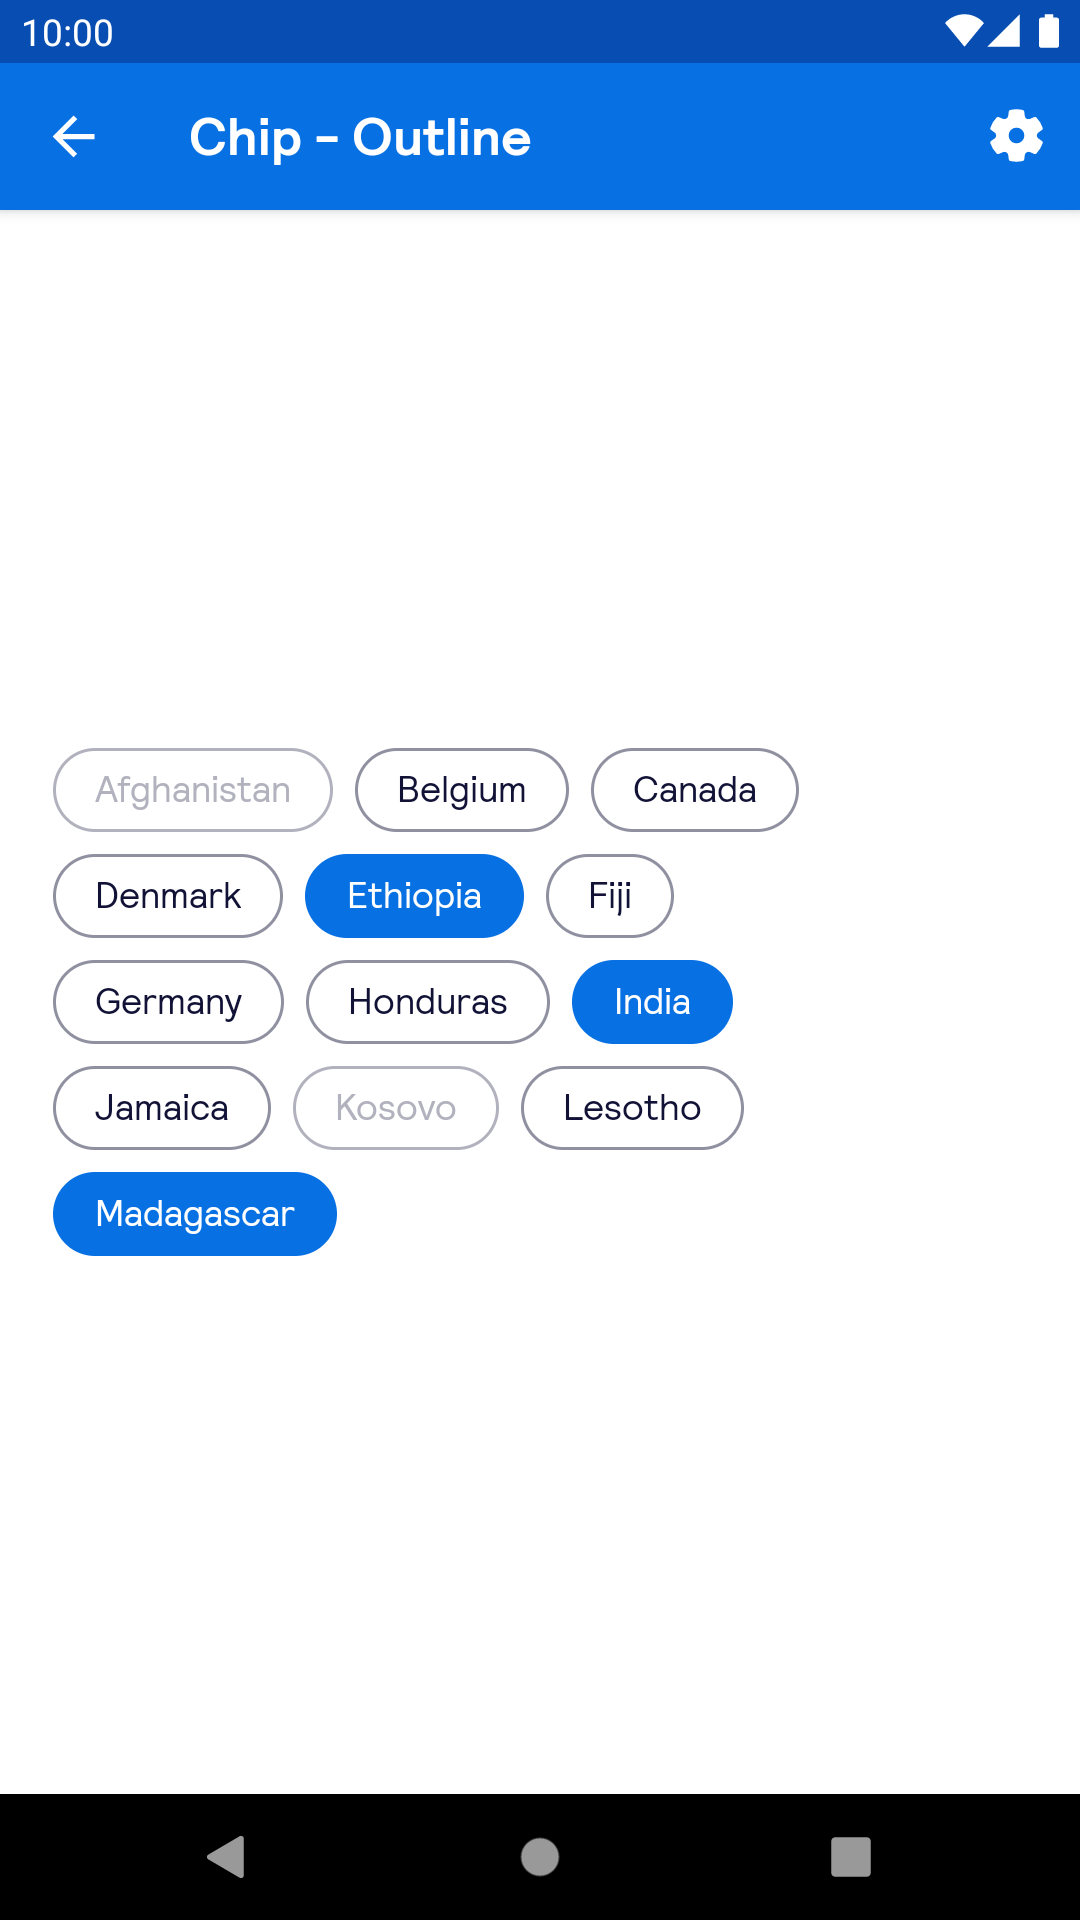 10:00
Chip - Outline
Afghanistan Belgium Canada
Denmark Ethiopia Fiji
Germany Honduras India
Jamaica Kosovo Lesotho
Madagascar